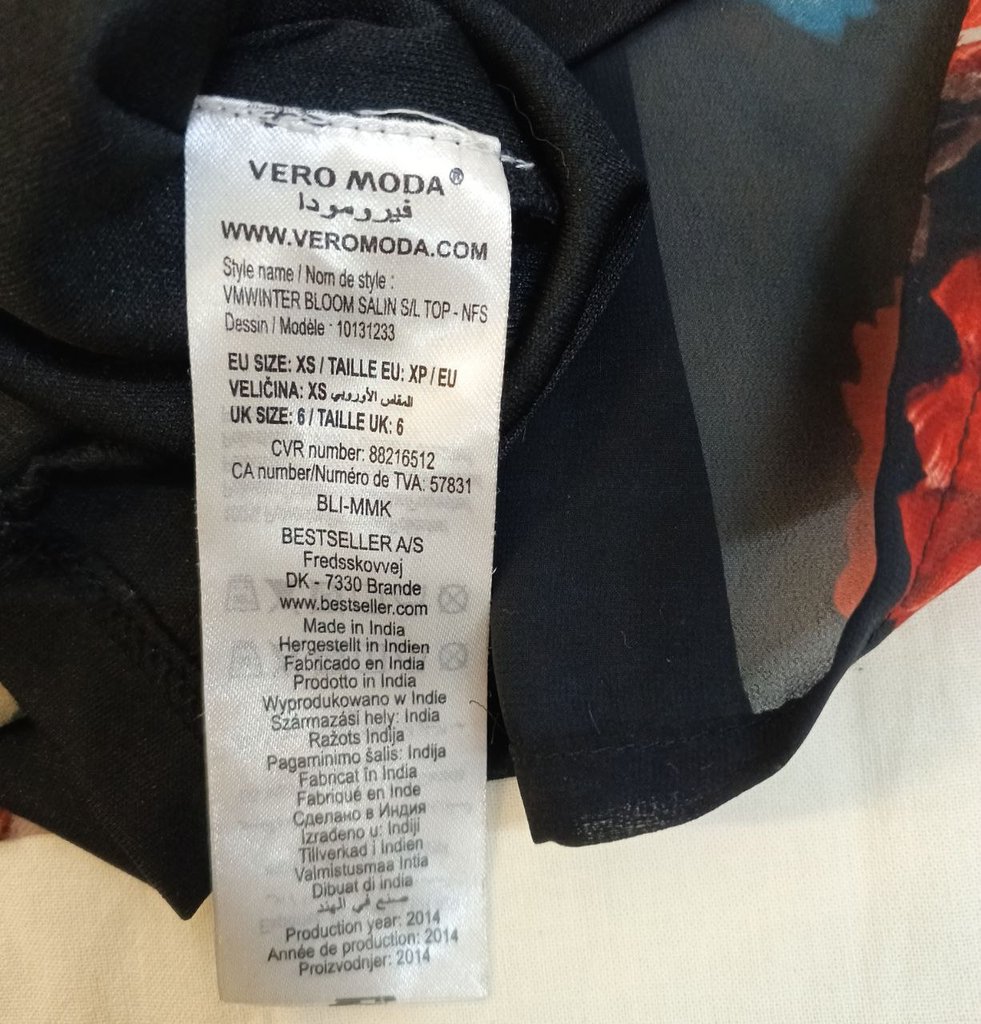 VERO MODA®
فيرومودا
WWW.VEROMODA.COM
Style name / Nom de style :
VMWINTER BLOOM SALIN S/L TOP - NFS
Dessin / Modèle : 10131233
EU SIZE: XS / TAILLE EU: XP / EU
VELIČINA: XS المقاس الأوروبي
UK SIZE: 6 / TAILLE UK: 6
CVR number: 88216512
CA number/Numéro de TVA: 57831
BLI-MMK
BESTSELLER A/S
Fredsskovvej
DK - 7330 Brande
www.bestseller.com
Made in India
Hergestellt in Indien
Fabricado en India
Prodotto in India
Wyprodukowano w Indie
Származási hely: India
Ražots Indija
Pagaminimo šalis: Indija
Fabricat în India
Fabriqué en Inde
Сделано в Индия
Izrađeno u: Indiji
Tillverkad i Indien
Valmistusmaa Intia
Dibuat di india
صنع في الهند
Production year: 2014
Année de production: 2014
Proizvodnjer: 2014